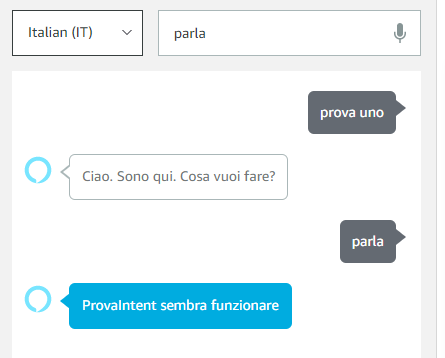 Italian (IT)
parla
prova uno
Ciao. Sono qui. Cosa vuoi fare?
parla
ProvaIntent sembra funzionare